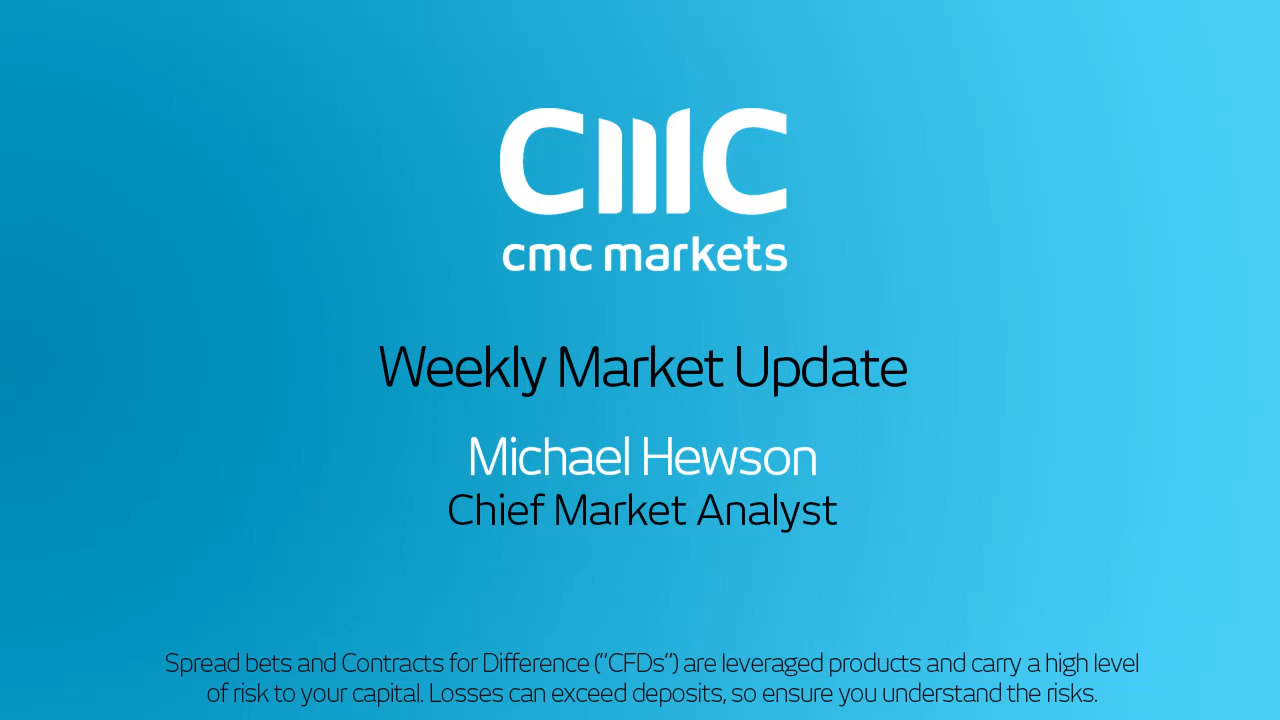 CMC
cmc markets
Weekly Market Update
Michael Hewson
Chief Market Analyst
Spread bets and Contracts for Difference (”CFDs”) are leveraged products and carry a high level
of risk to your capital. Losses can exceed deposits, so ensure you understand the risks.